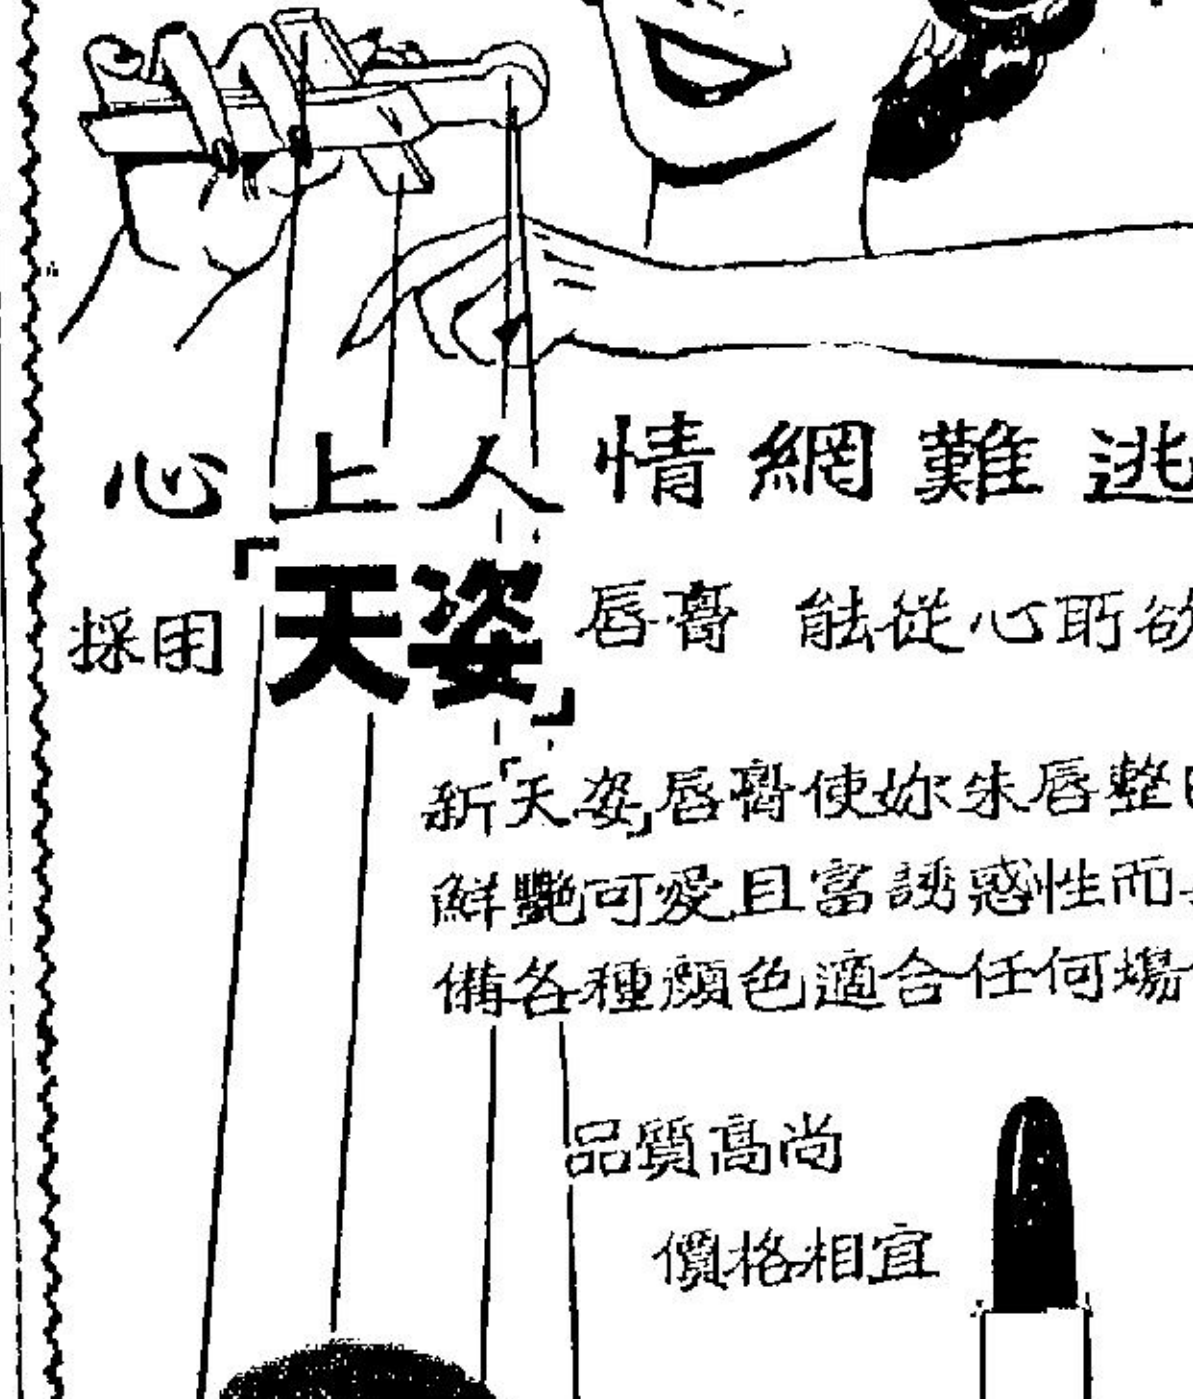 心上人情網難逃
採用「天姿」唇膏 能從心所欲
新「天姿」唇膏使妳朱唇整
鮮艷可愛且富誘惑性而
備各種顏色適合任何場
品質高尚
價格相宜